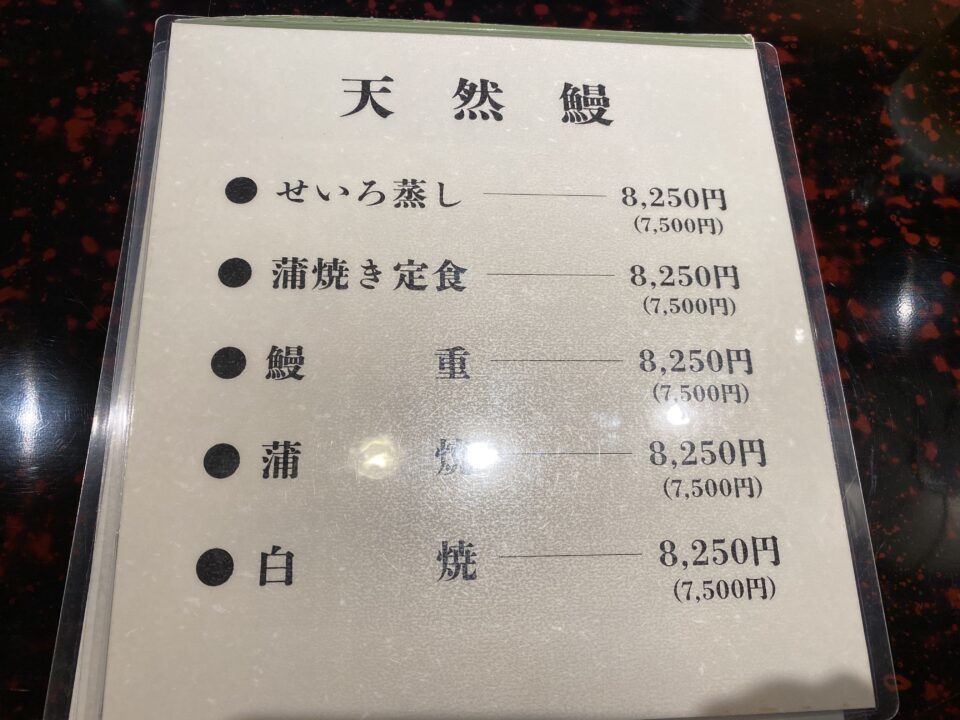 天然鰻
●せいろ蒸し 8,250円
(7,500円)
●蒲焼き定食 8,250円
(7,500円)
●鰻重 8,250円
(7,500円)
●蒲焼 8,250円
(7,500円)
●白焼 8,250円
(7,500円)